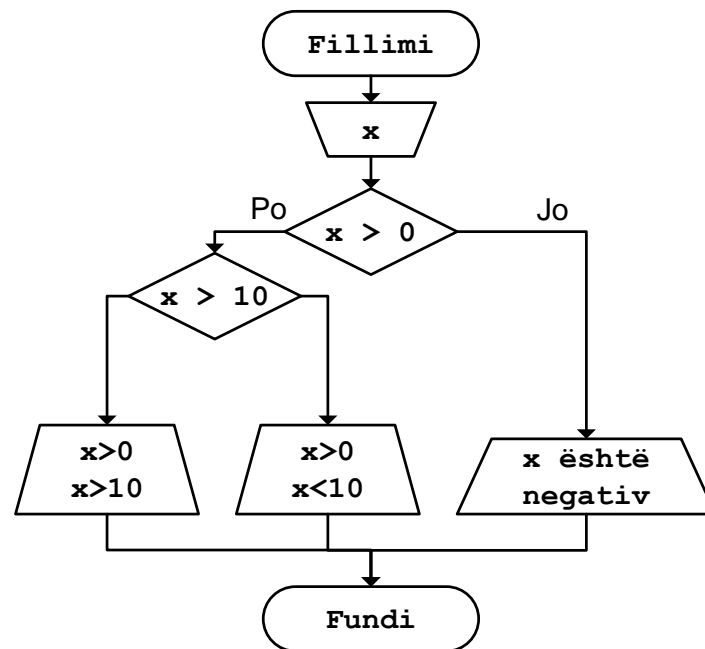 Fillimi
x
Po
Jo
x > 0
x > 10
x>0
x>10
x>0
x<10
x është
negativ
Fundi